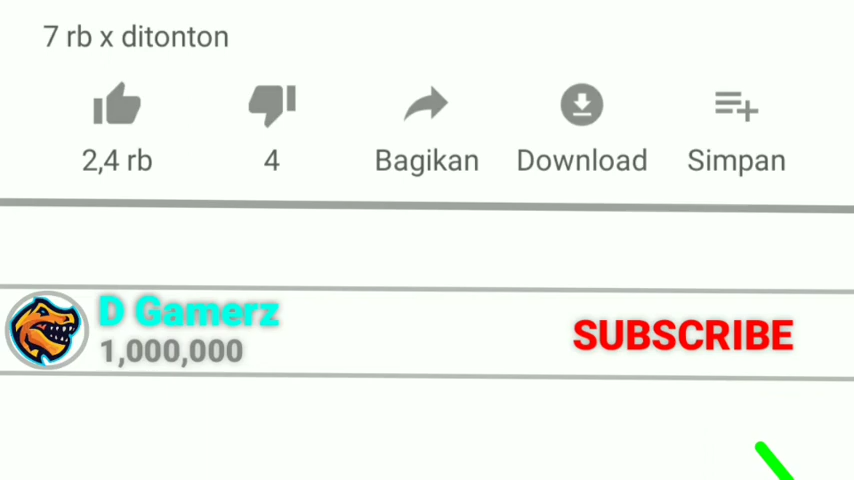 7 rb x ditonton
2,4 rb 4 Bagikan Download Simpan
D Gamerz
1,000,000
SUBSCRIBE